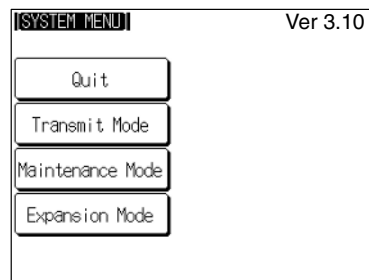 [SYSTEM MENU] Ver 3.10
Quit
Transmit Mode
Maintenance Mode
Expansion Mode